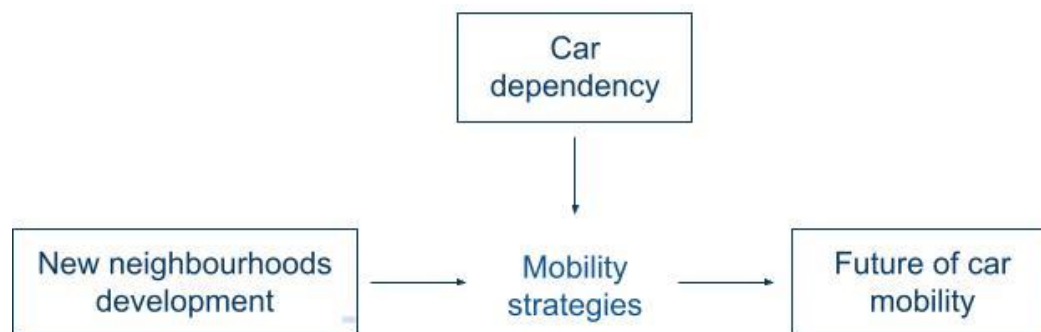 Car
dependency
New neighbourhoods
development
Mobility
strategies
Future of car
mobility